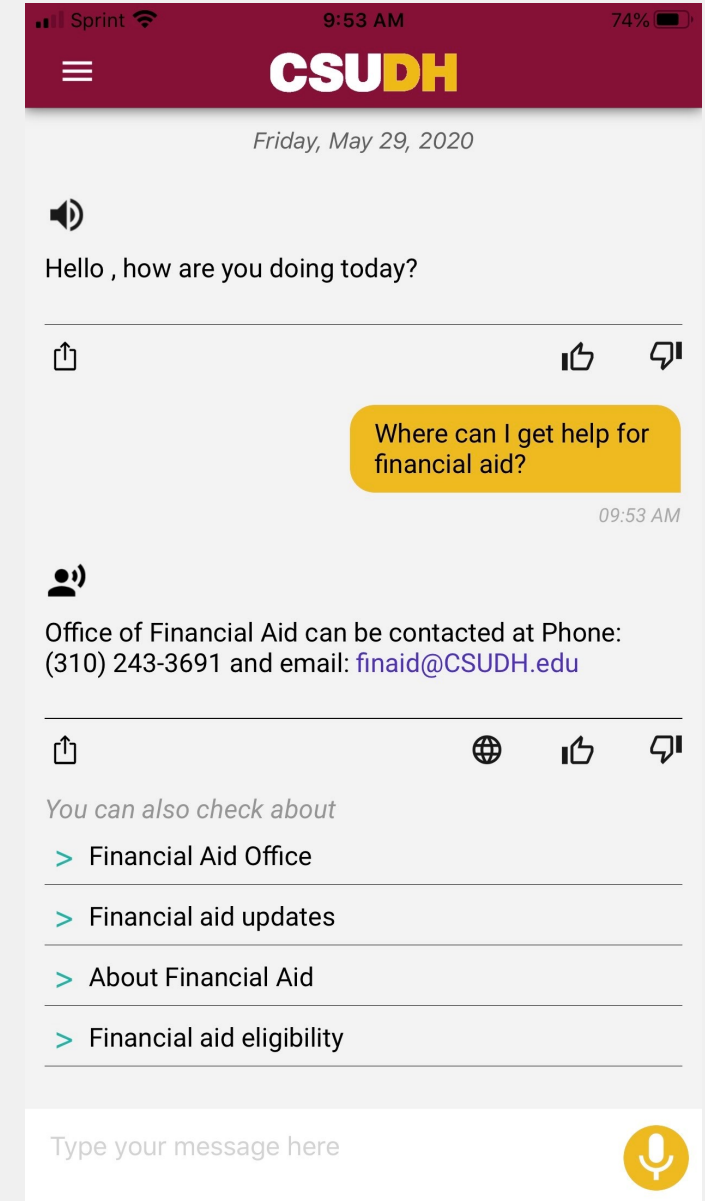 Sprint 9:53 AM 74%
CSUDH
Friday, May 29, 2020
Hello , how are you doing today?
Where can I get help for
financial aid?
09:53 AM
Office of Financial Aid can be contacted at Phone:
(310) 243-3691 and email: finaid@CSUDH.edu
You can also check about
> Financial Aid Office
> Financial aid updates
> About Financial Aid
> Financial aid eligibility
Type your message here